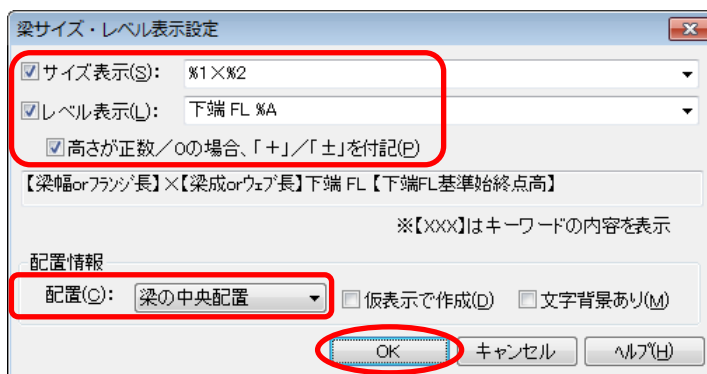 梁サイズ・レベル表示設定
サイズ表示(S): %1×%2
レベル表示(L): 下端 FL %A
高さが正数/0の場合、「+」/「±」を付記(P)
【梁幅orフランジ長】×【梁成orウェブ長】下端 FL 【下端FL基準始終点高】
※【XXX】はキーワードの内容を表示
配置情報
配置(C): 梁の中央配置 仮表示で作成(D) 文字背景あり(M)
OK キャンセル ヘルプ(H)